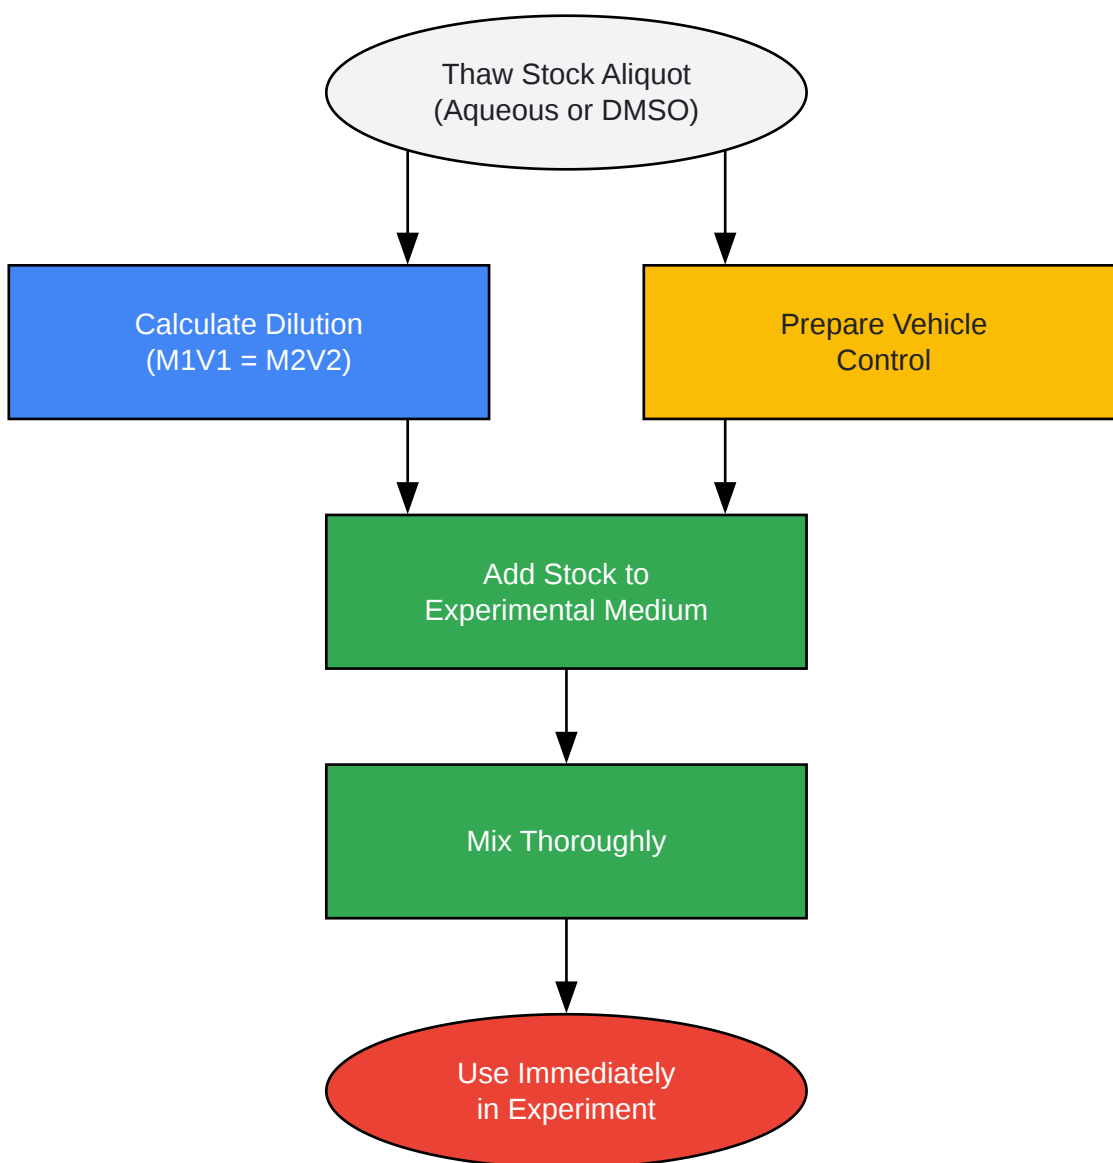 Thaw Stock Aliquot
(Aqueous or DMSO)
Calculate Dilution
(M1V1 = M2V2)
Prepare Vehicle
Control
Add Stock to
Experimental Medium
Mix Thoroughly
Use Immediately
in Experiment